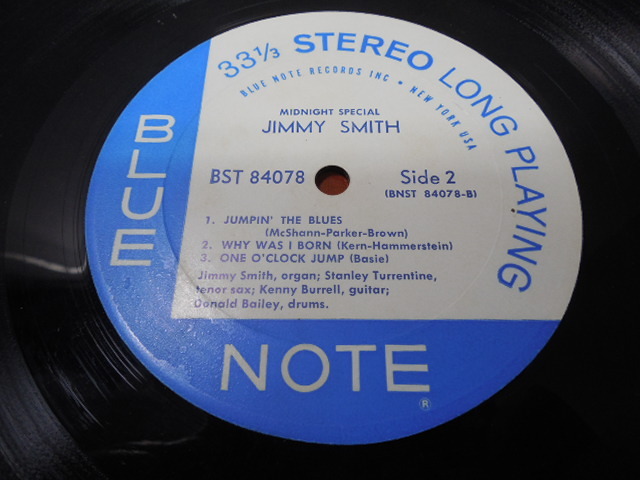 33 1/3 STEREO LONG PLAYING
BLUE NOTE RECORDS INC • NEW YORK USA
MIDNIGHT SPECIAL
JIMMY SMITH
BST 84078 Side 2
(BNST 84078-B)
1. JUMPIN' THE BLUES
(McShann-Parker-Brown)
2. WHY WAS I BORN (Kern-Hammerstein)
3. ONE O'CLOCK JUMP (Basie)
Jimmy Smith, organ; Stanley Turrentine,
tenor sax; Kenny Burrell, guitar;
Donald Bailey, drums.
BLUE
NOTE
®